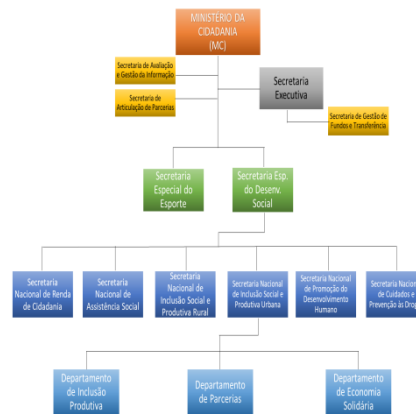 MINISTÉRIO DA
CIDADANIA
(MC)
Secretaria de Avaliação
e Gestão da Informação
Secretaria
Executiva
Secretaria de
Articulação de Parcerias
Secretaria de Gestão de
Fundos e Transferência
Secretaria
Especial do
Esporte
Secretaria Esp.
do Desenv.
Social
Secretaria
Nacional de Renda
de Cidadania
Secretaria
Nacional de
Assistência Social
Secretaria
Nacional de
Inclusão Social e
Produtiva Rural
Secretaria Nacional
de Inclusão Social e
Produtiva Urbana
Secretaria Nacional
de Promoção do
Desenvolvimento
Humano
Secretaria Naciona
de Cuidados e
Prevenção às Drog
Departamento
de Inclusão
Produtiva
Departamento
de Parcerias
Departamento
de Economia
Solidária